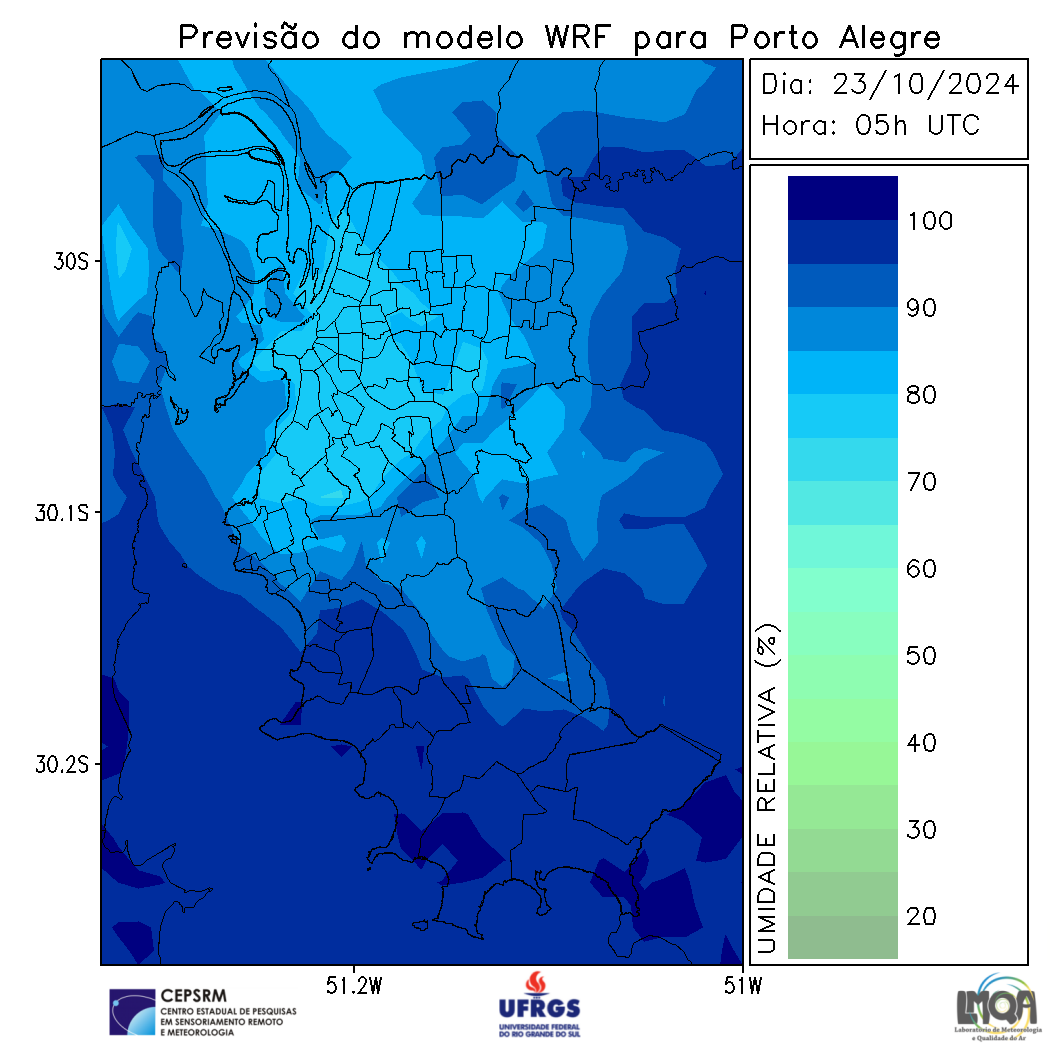 Previsão do modelo WRF para Porto Alegre
Dia: 23/10/2024
Hora: 05h UTC
100
90
80
70
60
50
40
30
20
UMIDADE RELATIVA (%)
30S
30.1S
30.2S
51.2W
51W
CEPSRM
CENTRO ESTADUAL DE PESQUISAS
EM SENSORIAMENTO REMOTO
E METEOROLOGIA
UFRGS
UNIVERSIDADE FEDERAL
DO RIO GRANDE DO SUL
LMQA
Laboratório de Meteorologia
e Qualidade do Ar